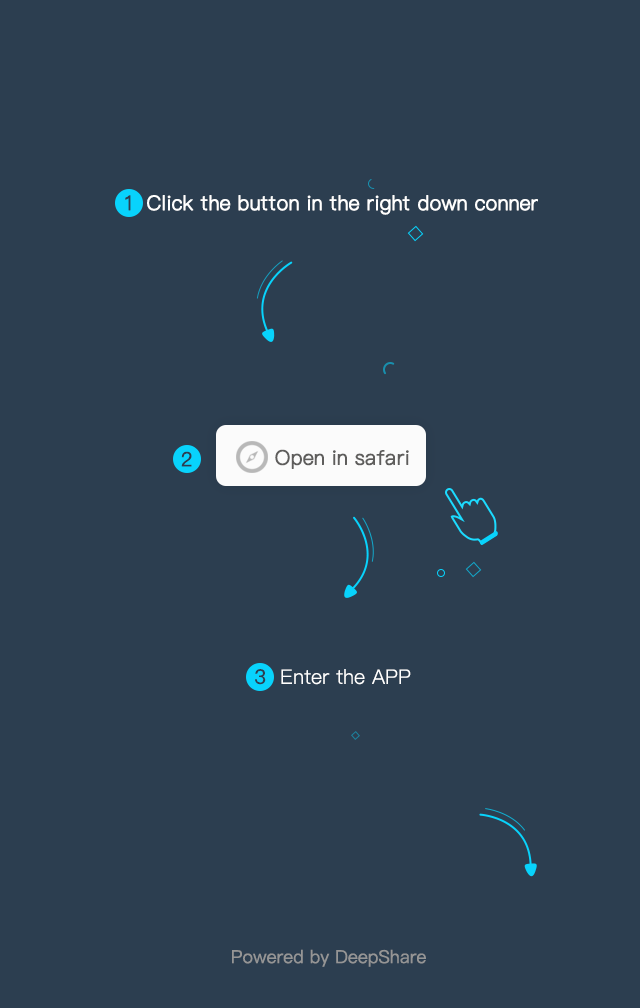 1 Click the button in the right down conner
2 Open in safari
3 Enter the APP
Powered by DeepShare